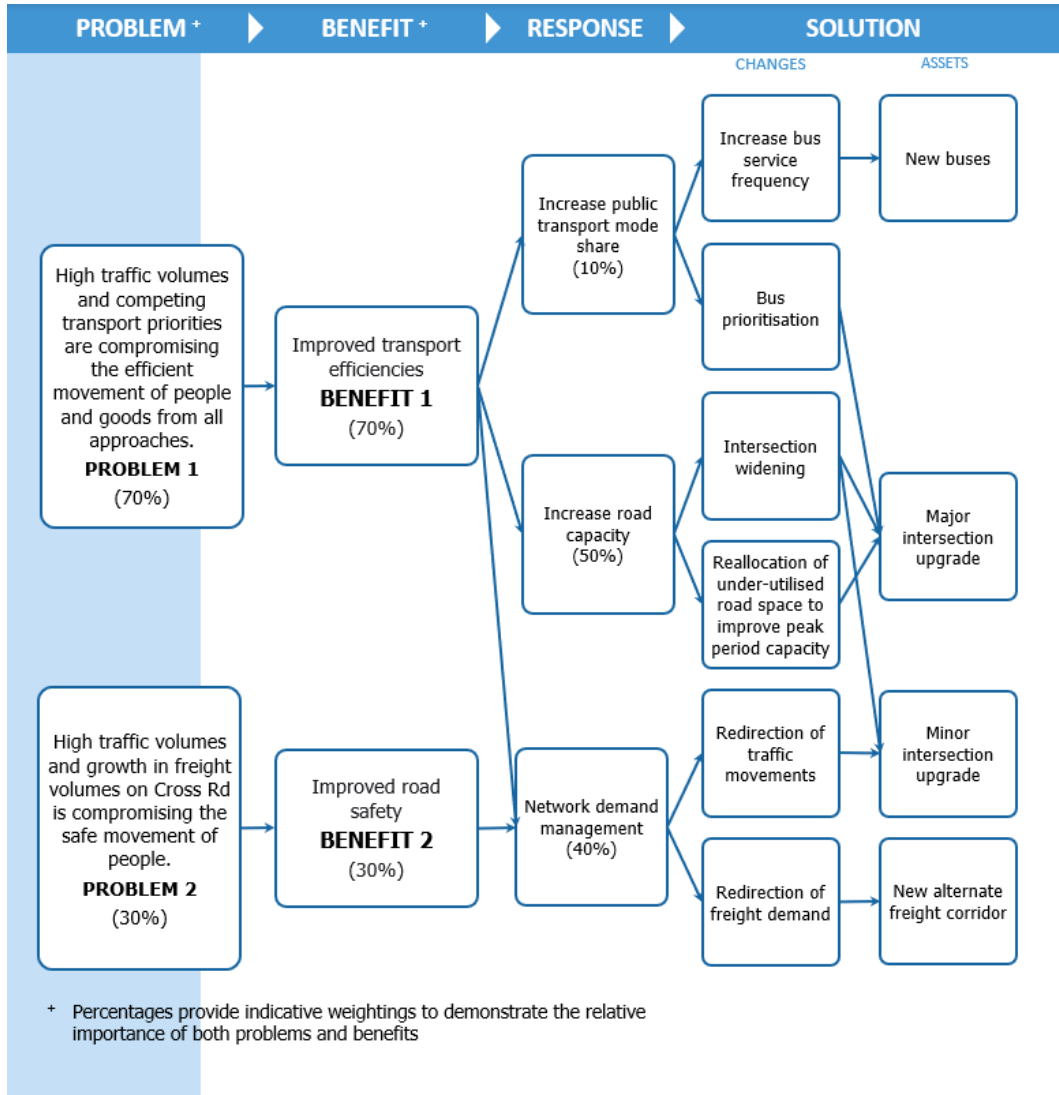 PROBLEM +
BENEFIT +
RESPONSE
SOLUTION
CHANGES
ASSETS
High traffic volumes
and competing
transport priorities
are compromising
the efficient
movement of people
and goods from all
approaches.
PROBLEM 1
(70%)
High traffic volumes
and growth in freight
volumes on Cross Rd
is compromising the
safe movement of
people.
PROBLEM 2
(30%)
Improved transport
efficiencies
BENEFIT 1
(70%)
Improved road
safety
BENEFIT 2
(30%)
Increase public
transport mode
share
(10%)
Increase road
capacity
(50%)
Network demand
management
(40%)
Increase bus
service
frequency
Bus
prioritisation
Intersection
widening
Reallocation of
under-utilised
road space to
improve peak
period capacity
Redirection of
traffic
movements
Redirection of
freight demand
New buses
Major
intersection
upgrade
Minor
intersection
upgrade
New alternate
freight corridor
+ Percentages provide indicative weightings to demonstrate the relative
importance of both problems and benefits